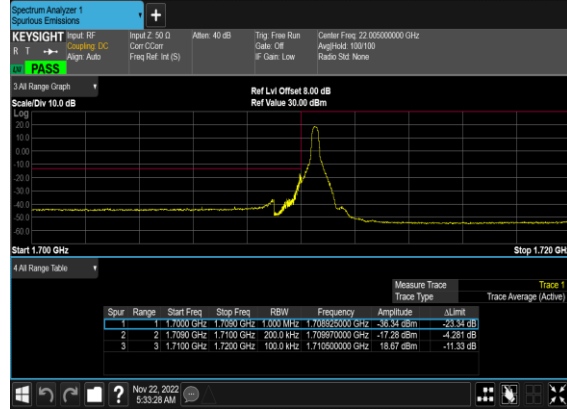 Spectrum Analyzer 1
Spurious Emissions
+
KEYSIGHT Input: RF Input Z: 50 Ω Atten: 40 dB Trig: Free Run Center Freq: 22.005000000 GHz
R T Coupling: DC Corr CCorr Gate: Off Avg|Hold: 100/100
Align: Auto Freq Ref: Int (S) IF Gain: Low Radio Std: None
PASS
3 All Range Graph
Ref Lvl Offset 8.00 dB
Scale/Div 10.0 dB Ref Value 30.00 dBm
Log
20.0
10.0
0.00
-10.0
-20.0
-30.0
-40.0
-50.0
-60.0
Start 1.700 GHz Stop 1.720 GH
4 All Range Table
Measure Trace Trace 1
Trace Type Trace Average (Active)
Spur Range Start Freq Stop Freq RBW Frequency Amplitude ΔLimit
1 1 1.7000 GHz 1.7090 GHz 1.000 MHz 1.708925000 GHz -36.34 dBm -23.34 dB
2 2 1.7090 GHz 1.7100 GHz 200.0 kHz 1.709970000 GHz -17.28 dBm -4.281 dB
3 3 1.7100 GHz 1.7200 GHz 100.0 kHz 1.710500000 GHz 18.67 dBm -11.33 dB
?
Nov 22, 2022
5:33:28 AM